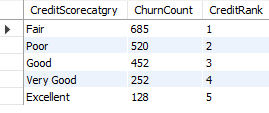 CreditScorecatgry ChurnCount CreditRank
Fair 685 1
Poor 520 2
Good 452 3
Very Good 252 4
Excellent 128 5